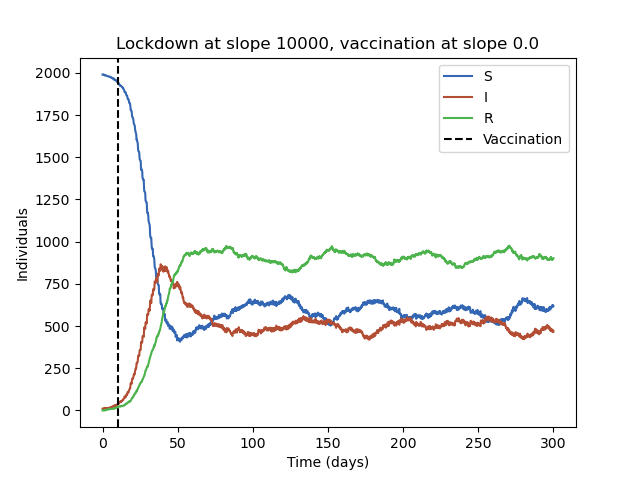 Lockdown at slope 10000, vaccination at slope 0.0
S
I
R
Vaccination
Individuals
2000
1750
1500
1250
1000
750
500
250
0
0 50 100 150 200 250 300
Time (days)